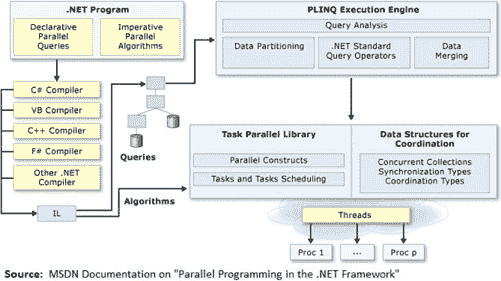 .NET Program
Declarative
Parallel
Queries
Imperative
Parallel
Algorithms
C# Compiler
VB Compiler
C++ Compiler
F# Compiler
Other .NET
Compiler
IL
Queries
Algorithms
PLINQ Execution Engine
Query Analysis
Data Partitioning
.NET Standard
Query Operators
Data
Merging
Task Parallel Library
Parallel Constructs
Tasks and Tasks Scheduling
Data Structures for
Coordination
Concurrent Collections
Synchronization Types
Coordination Types
Threads
Proc 1
...
Proc p
Source: MSDN Documentation on "Parallel Programming in the .NET Framework"